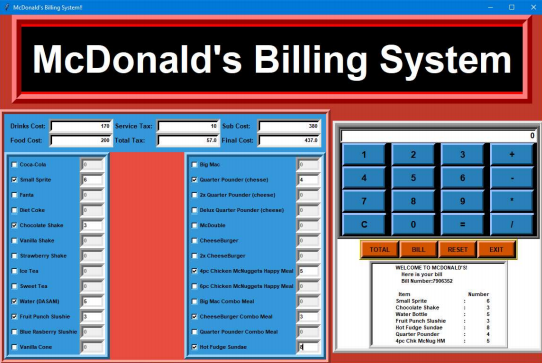 McDonald's Billing System!!
McDonald's Billing System
Drinks Cost: 170 Service Tax: 10 Sub Cost: 380
Food Cost: 200 Total Tax: 57.0 Final Cost: 437.0
Coca-Cola 0
Small Sprite 6
Fanta 0
Diet Coke 0
Chocolate Shake 3
Vanilla Shake 0
Strawberry Shake 0
Ice Tea 0
Sweet Tea 0
Water (DASANI) 5
Fruit Punch Slushie 3
Blue Rasberry Slushie 0
Vanilla Cone 0
Big Mac 0
Quarter Pounder (cheese) 4
2x Quarter Pounder (cheese) 0
Delux Quarter Pounder (cheese) 0
McDouble 0
CheeseBurger 0
2x CheeseBurger 0
4pc Chicken McNuggets Happy Meal 5
6pc Chicken McNuggets Happy Meal 0
Big Mac Combo Meal 0
CheeseBurger Combo Meal 3
Quarter Pounder Combo Meal 0
Hot Fudge Sundae 8
0
1 2 3 +
4 5 6 -
7 8 9 *
C 0 = /
TOTAL BILL RESET EXIT
WELCOME TO MCDONALD'S!
Here is your bill
Bill Number:7906352
Item Number
Small Sprite : 6
Chocolate Shake : 3
Water Bottle : 5
Fruit Punch Slushie : 3
Hot Fudge Sundae : 8
Quarter Pounder : 4
4pc Chk McNug HM : 5